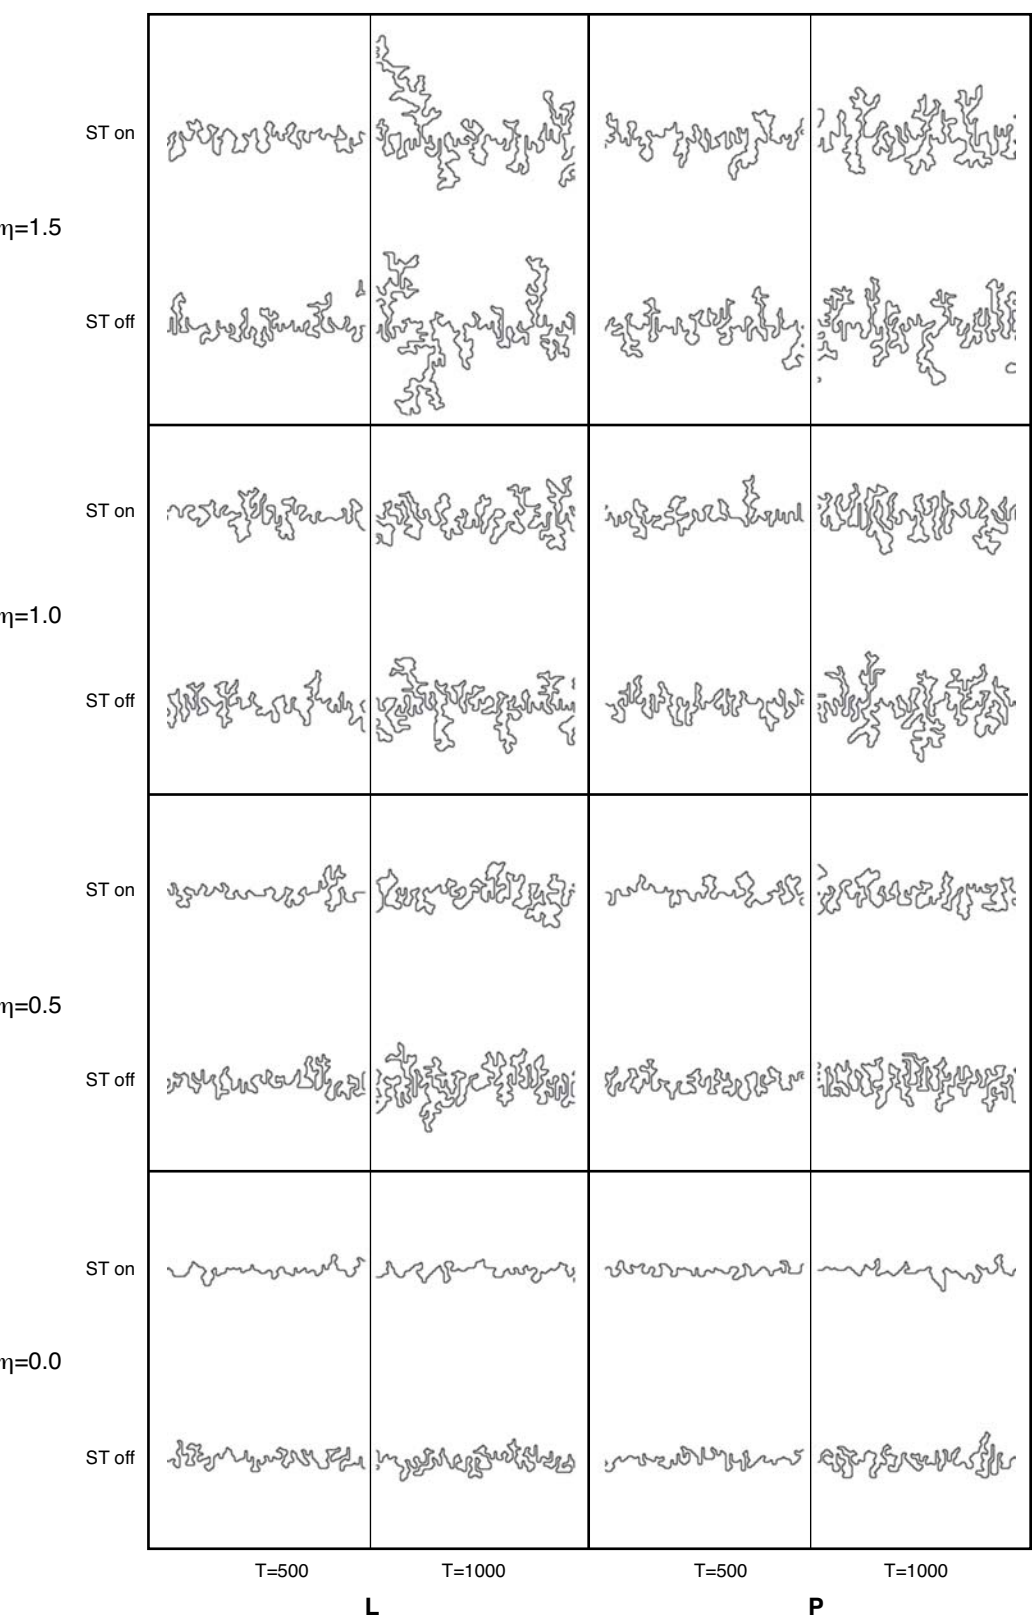 ST on
η=1.5
ST off
ST on
η=1.0
ST off
ST on
η=0.5
ST off
ST on
η=0.0
ST off
T=500 T=1000 T=500 T=1000
L P